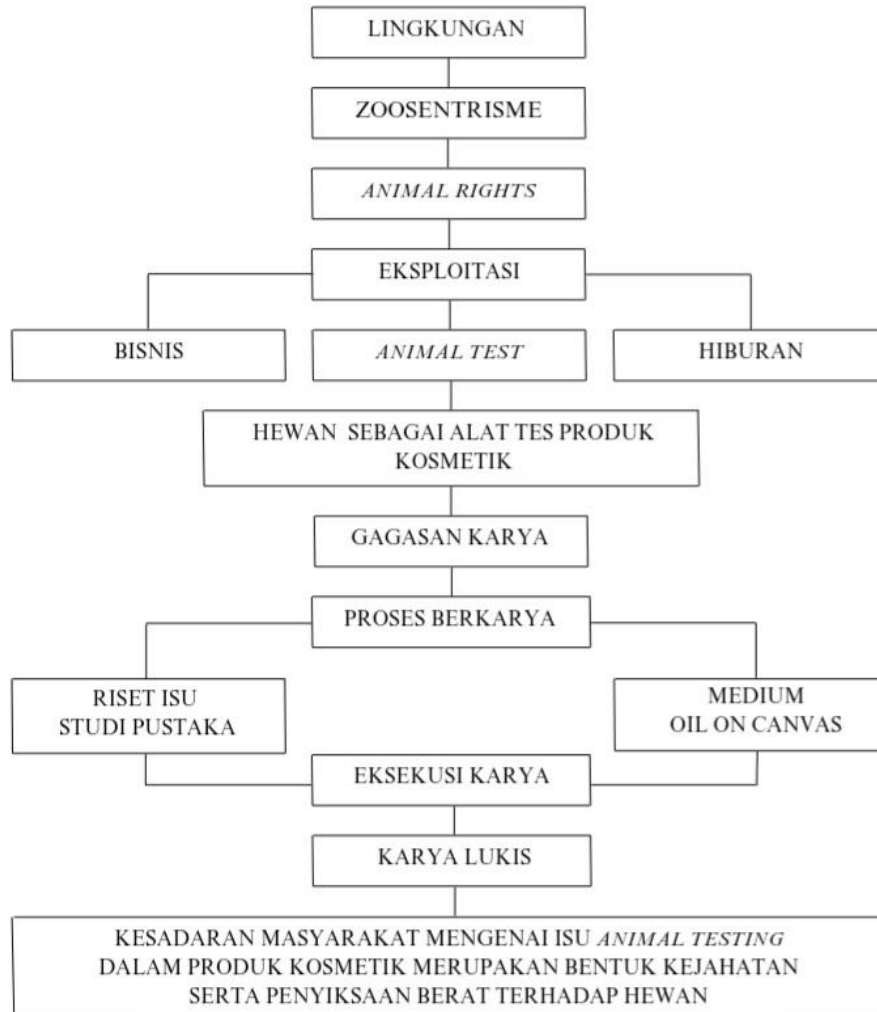 LINGKUNGAN
ZOOSENTRISME
ANIMAL RIGHTS
EKSPLOITASI
BISNIS
ANIMAL TEST
HIBURAN
HEWAN SEBAGAI ALAT TES PRODUK
KOSMETIK
GAGASAN KARYA
PROSES BERKARYA
RISET ISU
STUDI PUSTAKA
MEDIUM
OIL ON CANVAS
EKSEKUSI KARYA
KARYA LUKIS
KESADARAN MASYARAKAT MENGENAI ISU ANIMAL TESTING
DALAM PRODUK KOSMETIK MERUPAKAN BENTUK KEJAHATAN
SERTA PENYIKSAAN BERAT TERHADAP HEWAN